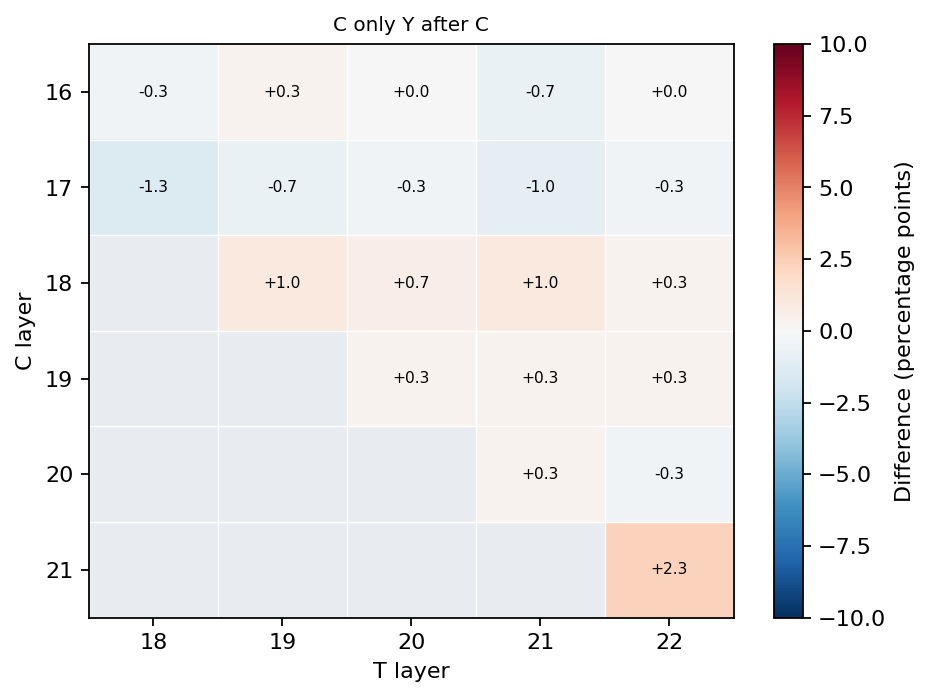 C only Y after C
10.0
16 -0.3 +0.3 +0.0 -0.7 +0.0
7.5
17 -1.3 -0.7 -0.3 -1.0 -0.3
5.0
18 +1.0 +0.7 +1.0 +0.3
2.5
C layer
0.0
Difference (percentage points)
19 +0.3 +0.3 +0.3
−2.5
20 +0.3 -0.3
−5.0
21 +2.3
−7.5
−10.0
18 19 20 21 22
T layer